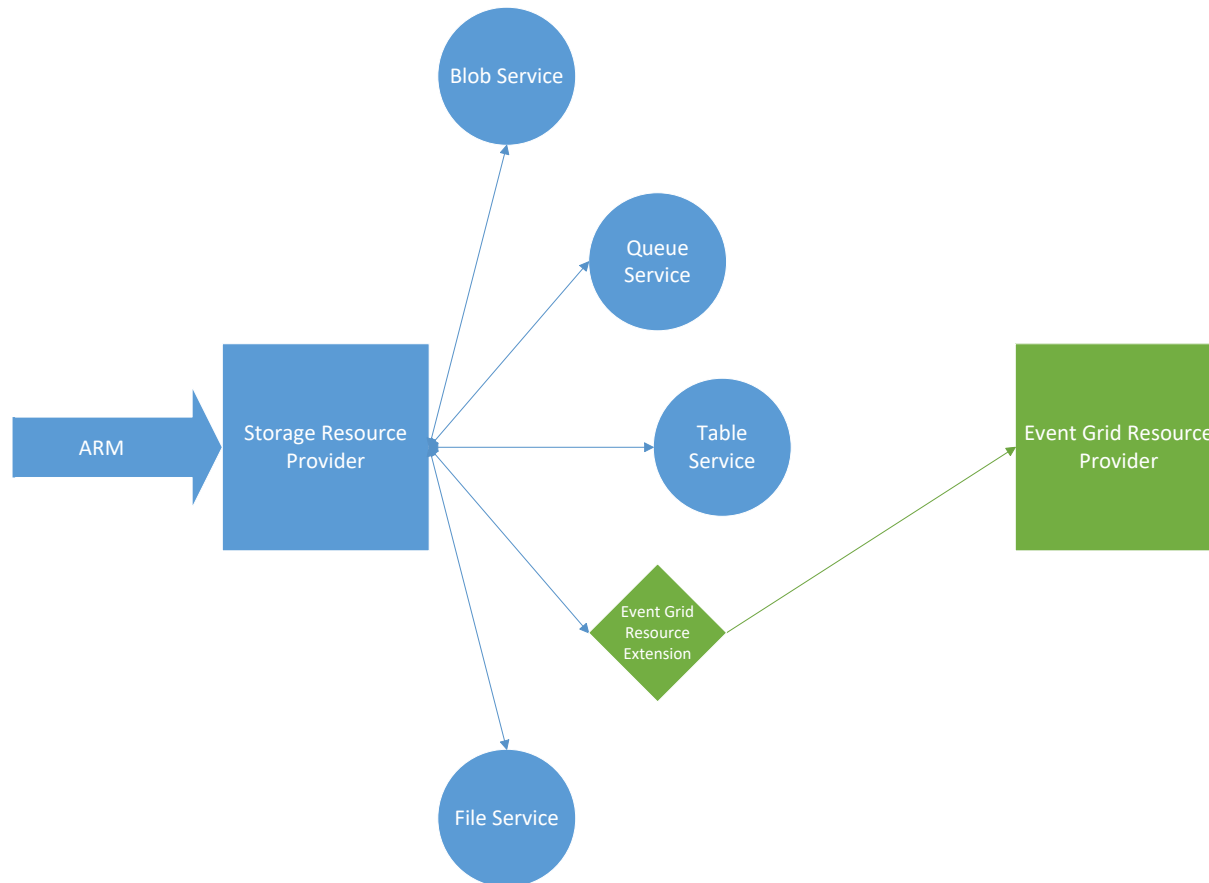 Blob Service
Queue
Service
ARM
Storage Resource
Provider
Table
Service
Event Grid Resource
Provider
Event Grid
Resource
Extension
File Service